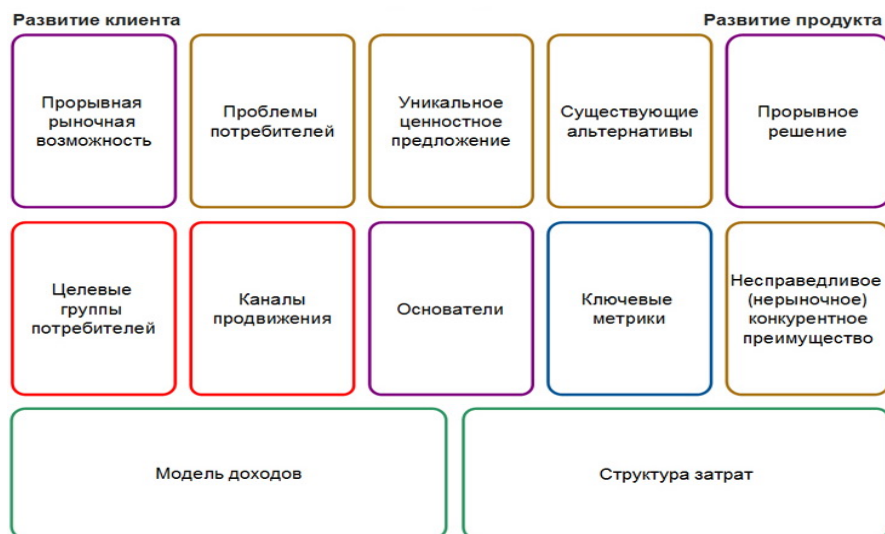 Развитие клиента
Развитие продукта
Прорывная
рыночная
возможность
Проблемы
потребителей
Уникальное
ценностное
предложение
Существующие
альтернативы
Прорывное
решение
Целевые
группы
потребителей
Каналы
продвижения
Основатели
Ключевые
метрики
Несправедливое
(нерыночное)
конкурентное
преимущество
Модель доходов
Структура затрат